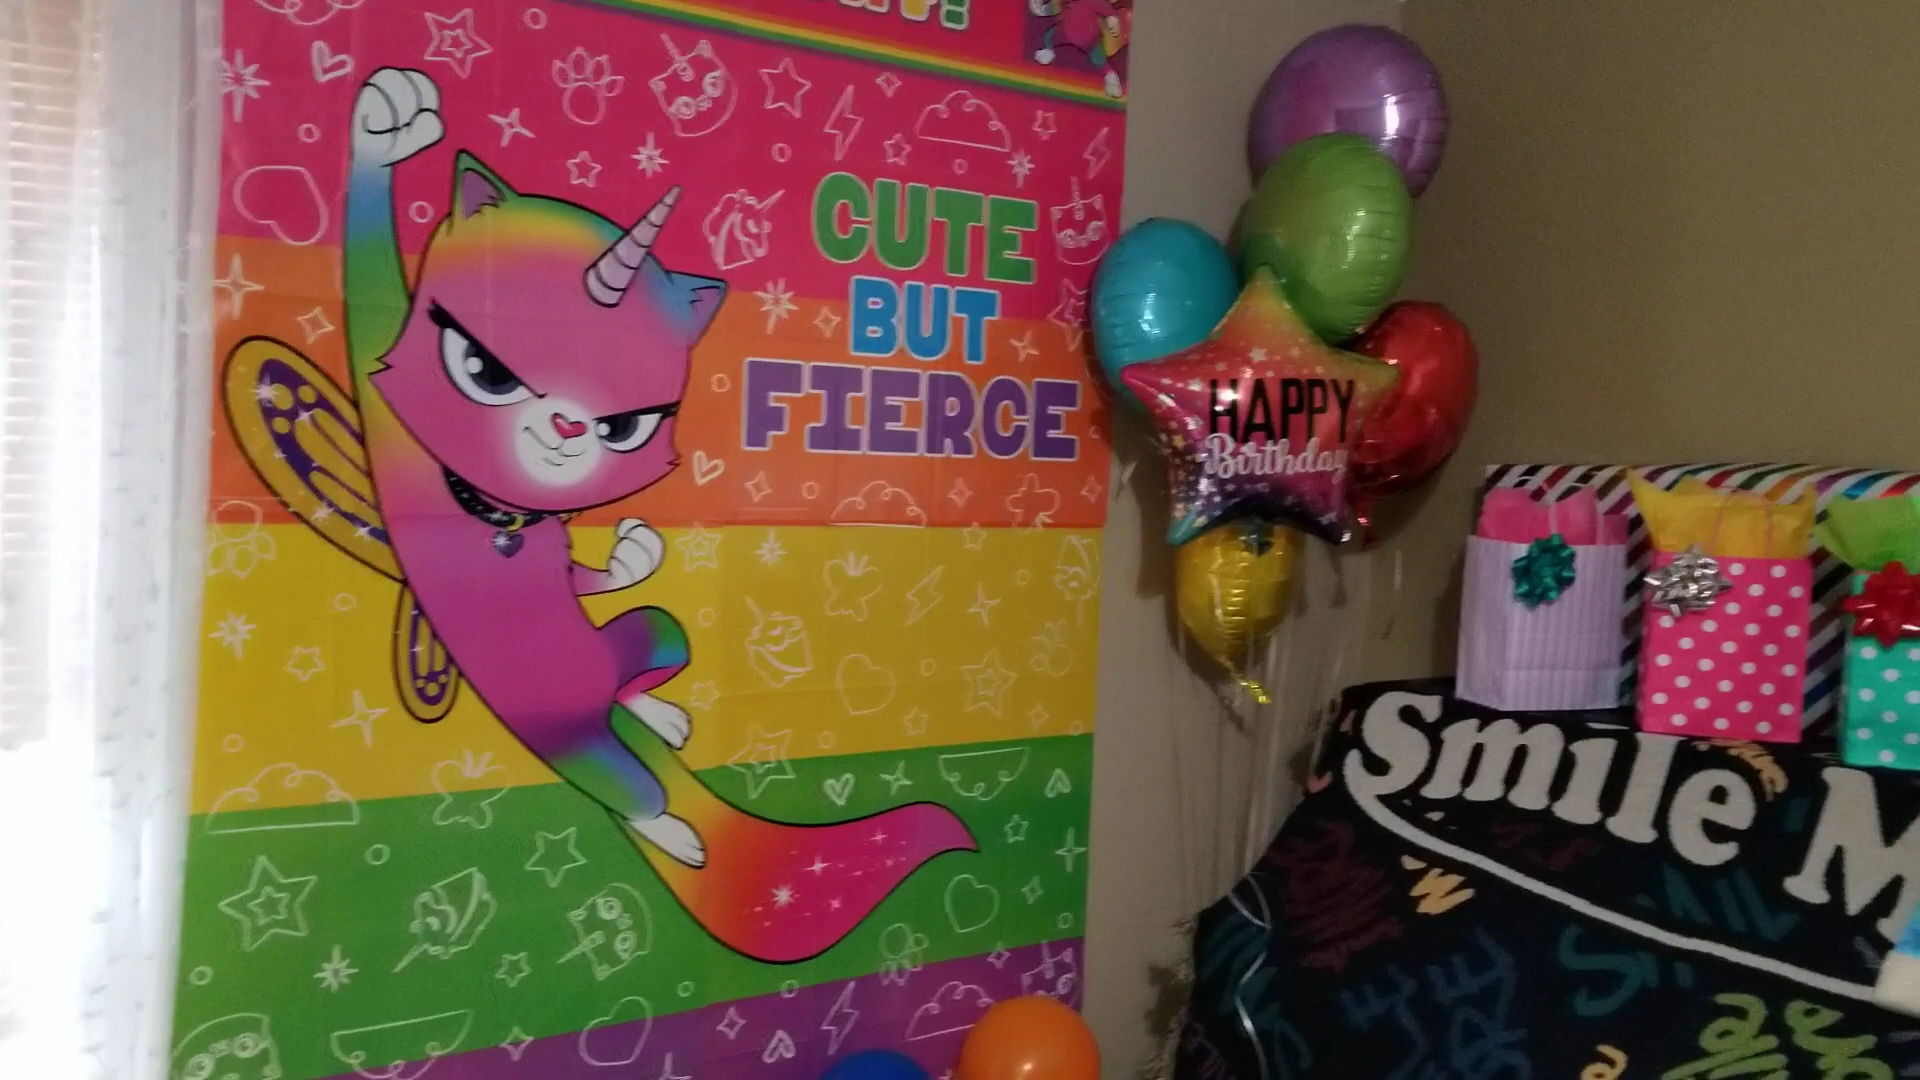 CUTE
BUT
FIERCE
HAPPY
Birthday
Smile M